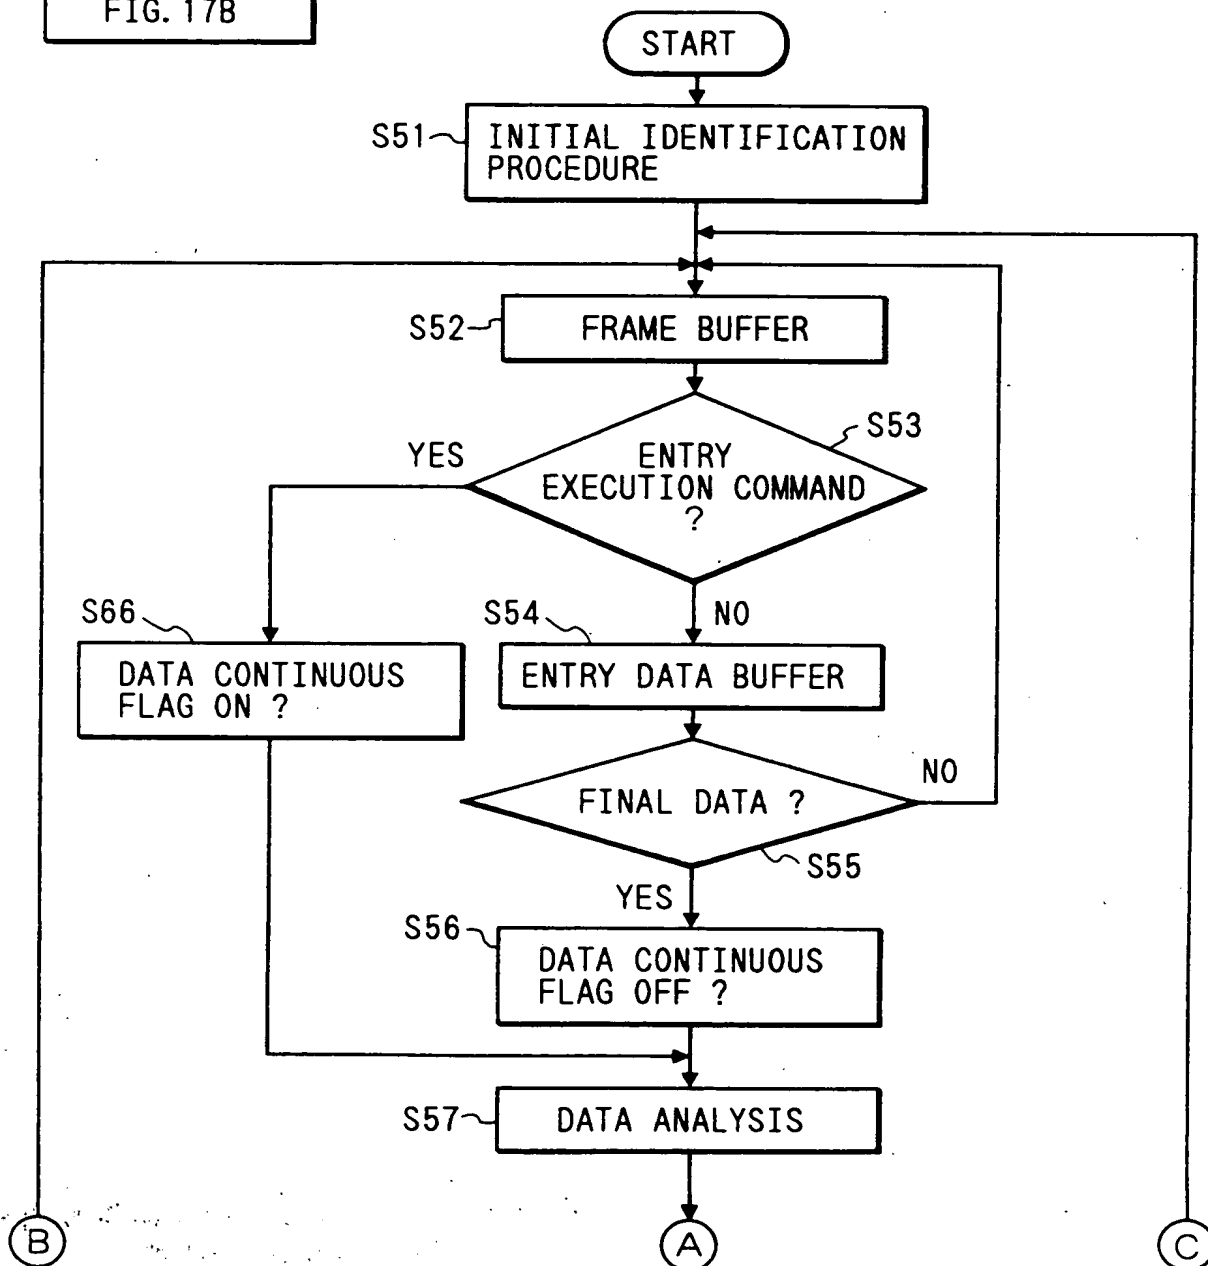 FIG. 17B
START
S51
INITIAL IDENTIFICATION
PROCEDURE
S52
FRAME BUFFER
S53
YES
ENTRY
EXECUTION COMMAND
?
S66
S54
NO
DATA CONTINUOUS
FLAG ON ?
ENTRY DATA BUFFER
NO
FINAL DATA ?
S55
YES
S56
DATA CONTINUOUS
FLAG OFF ?
S57
DATA ANALYSIS
B
A
C